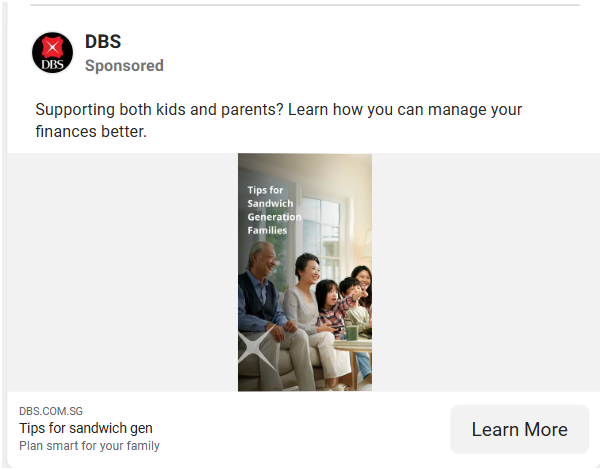 DBS
Sponsored
DBS
Supporting both kids and parents? Learn how you can manage your
finances better.
Tips for
Sandwich
Generation
Families
DBS.COM.SG
Tips for sandwich gen
Plan smart for your family
Learn More